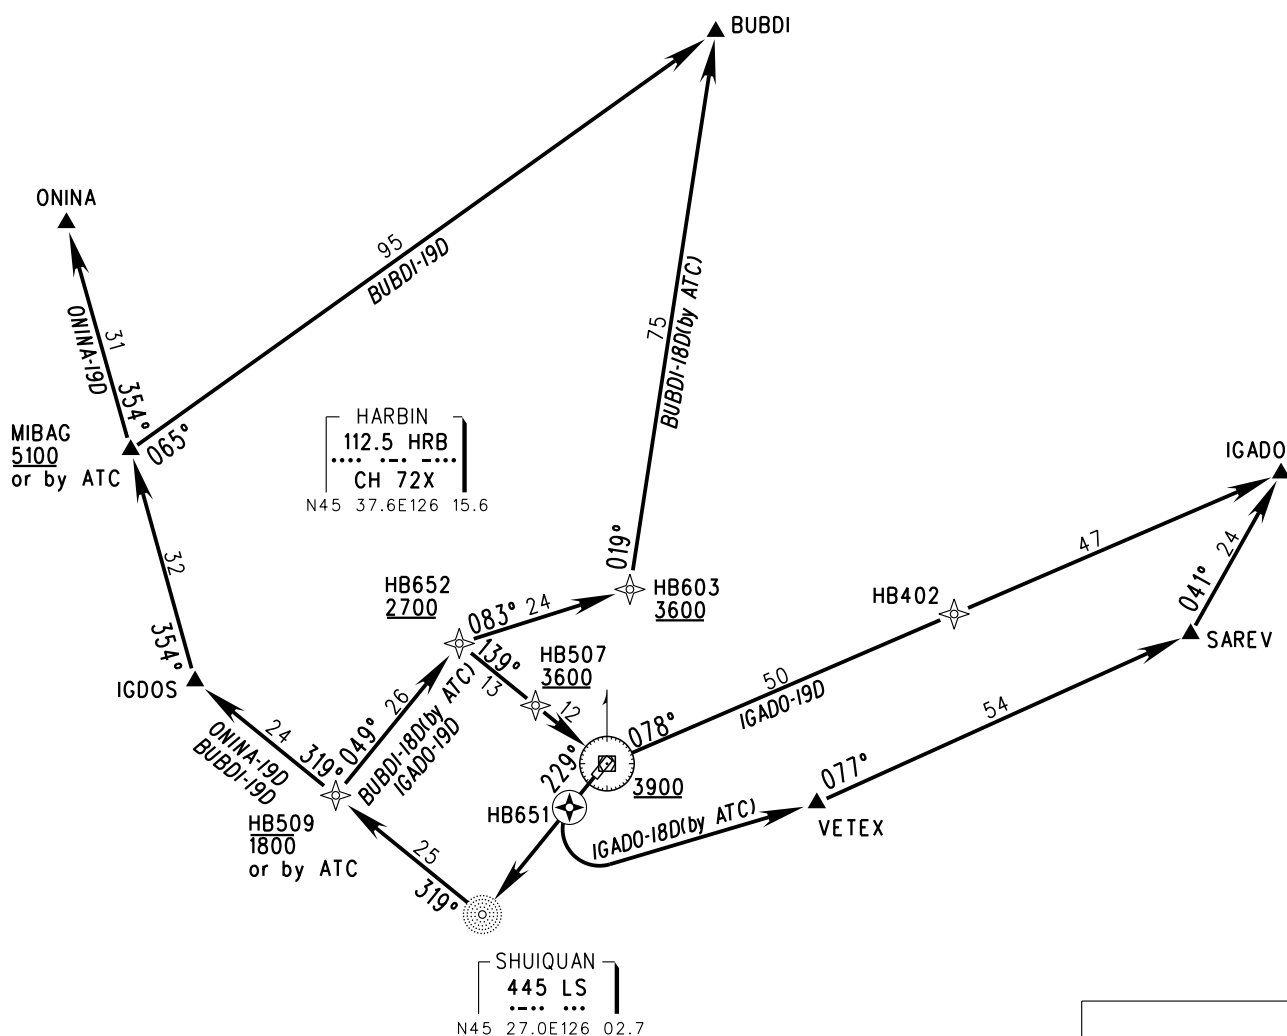 BUBDI
ONINA
95
BUBDI-19D
ONINA-19D
31
354°
75
BUBDI-18D(by ATC)
MIBAG
5100
or by ATC
065°
HARBIN
112.5 HRB
CH 72X
N45 37.6E126 15.6
IGADO
47
24
041°
SAREV
32
354°
IGDOS
019°
HB603
3600
HB652
2700
083° 24
139°
13
HB507
3600
12
HB402
50
IGADO-19D
078°
54
077°
VETEX
24
ONINA-19D
BUBDI-19D
319°
049° 26
BUBDI-18D(by ATC)
IGADO-19D
229°
3900
HB651
IGADO-18D(by ATC)
HB509
1800
or by ATC
25
319°
SHUIQUAN
445 LS
N45 27.0E126 02.7